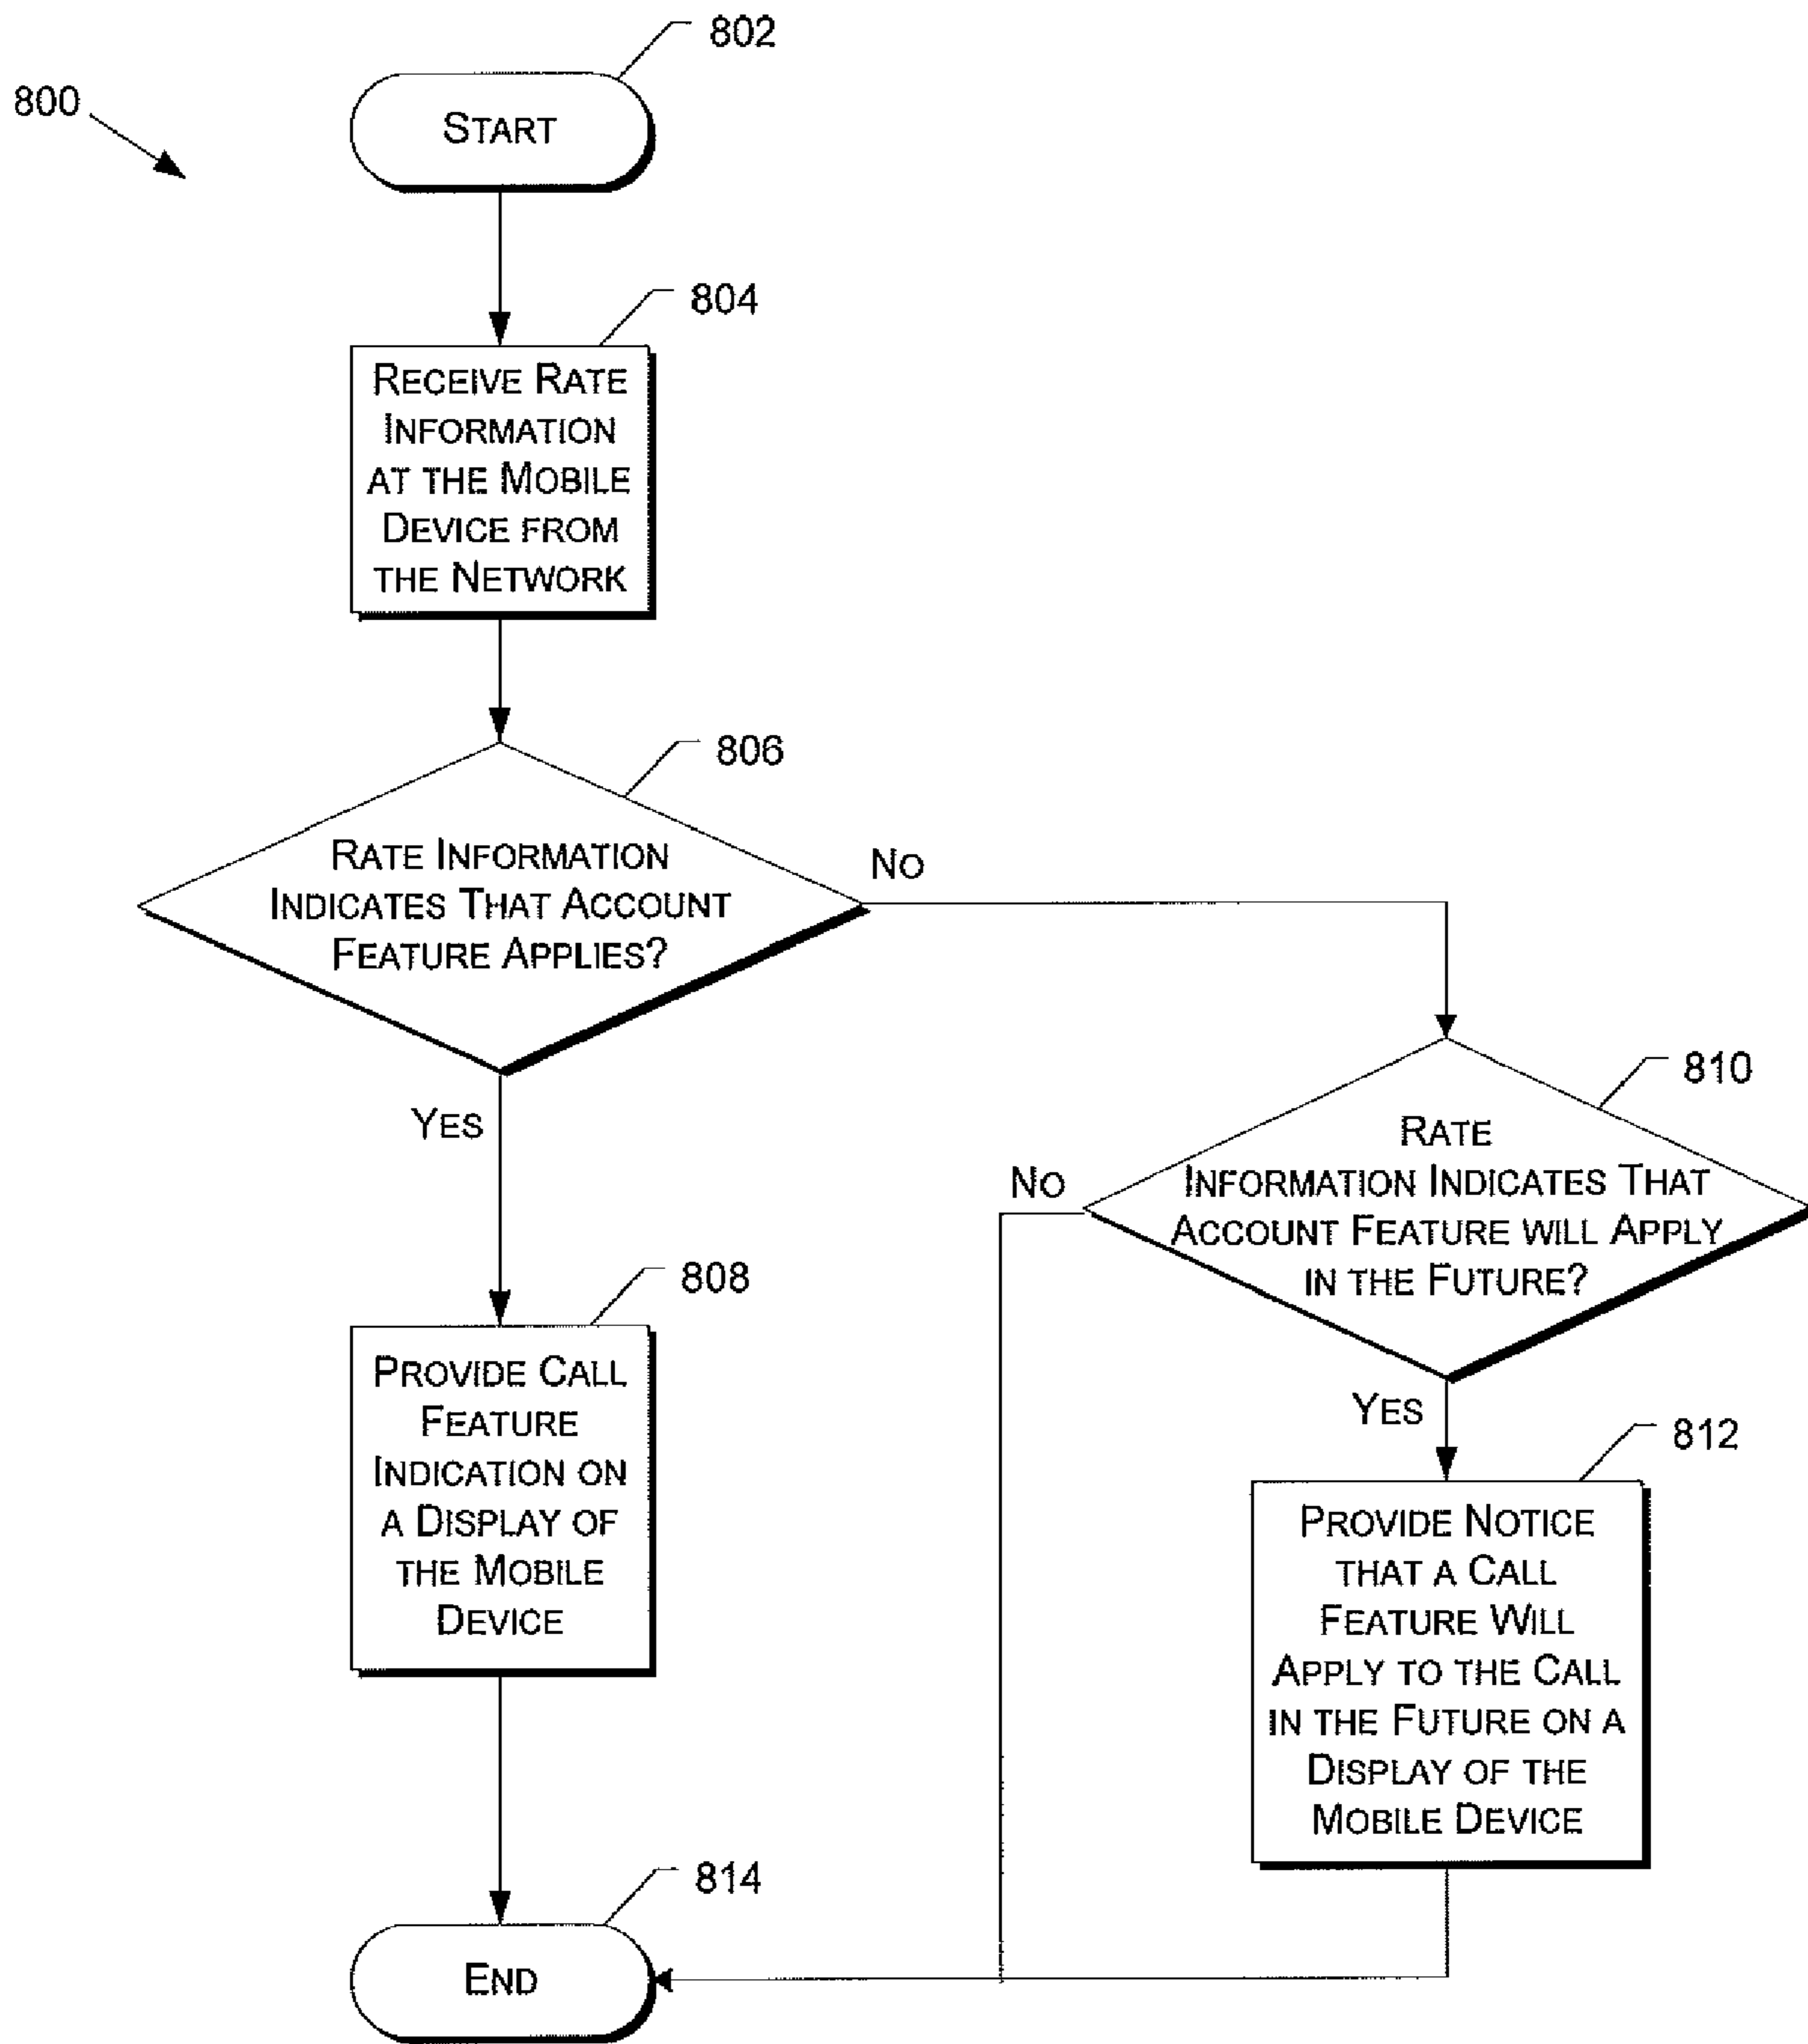 802
800
START
804
RECEIVE RATE
INFORMATION
AT THE MOBILE
DEVICE FROM
THE NETWORK
806
RATE INFORMATION
INDICATES THAT ACCOUNT
FEATURE APPLIES?
NO
YES
810
RATE
INFORMATION INDICATES THAT
ACCOUNT FEATURE WILL APPLY
IN THE FUTURE?
NO
YES
808
PROVIDE CALL
FEATURE
INDICATION ON
A DISPLAY OF
THE MOBILE
DEVICE
812
PROVIDE NOTICE
THAT A CALL
FEATURE WILL
APPLY TO THE CALL
IN THE FUTURE ON A
DISPLAY OF THE
MOBILE DEVICE
814
END